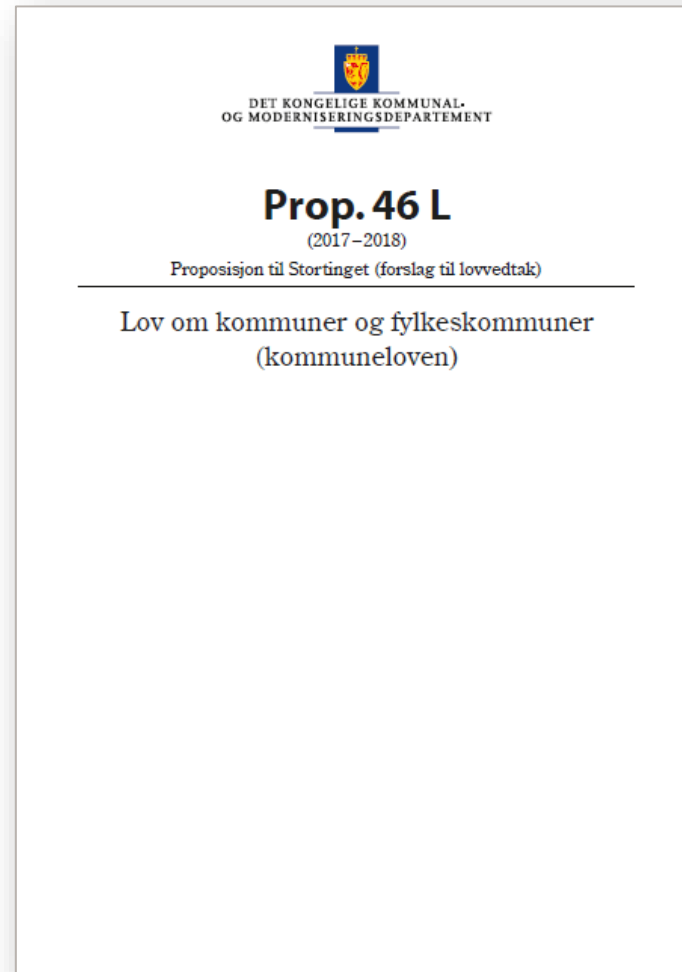 DET KONGELIGE KOMMUNAL-
OG MODERNISERINGSDEPARTEMENT
Prop. 46 L
(2017–2018)
Proposisjon til Stortinget (forslag til lovvedtak)
Lov om kommuner og fylkeskommuner
(kommuneloven)